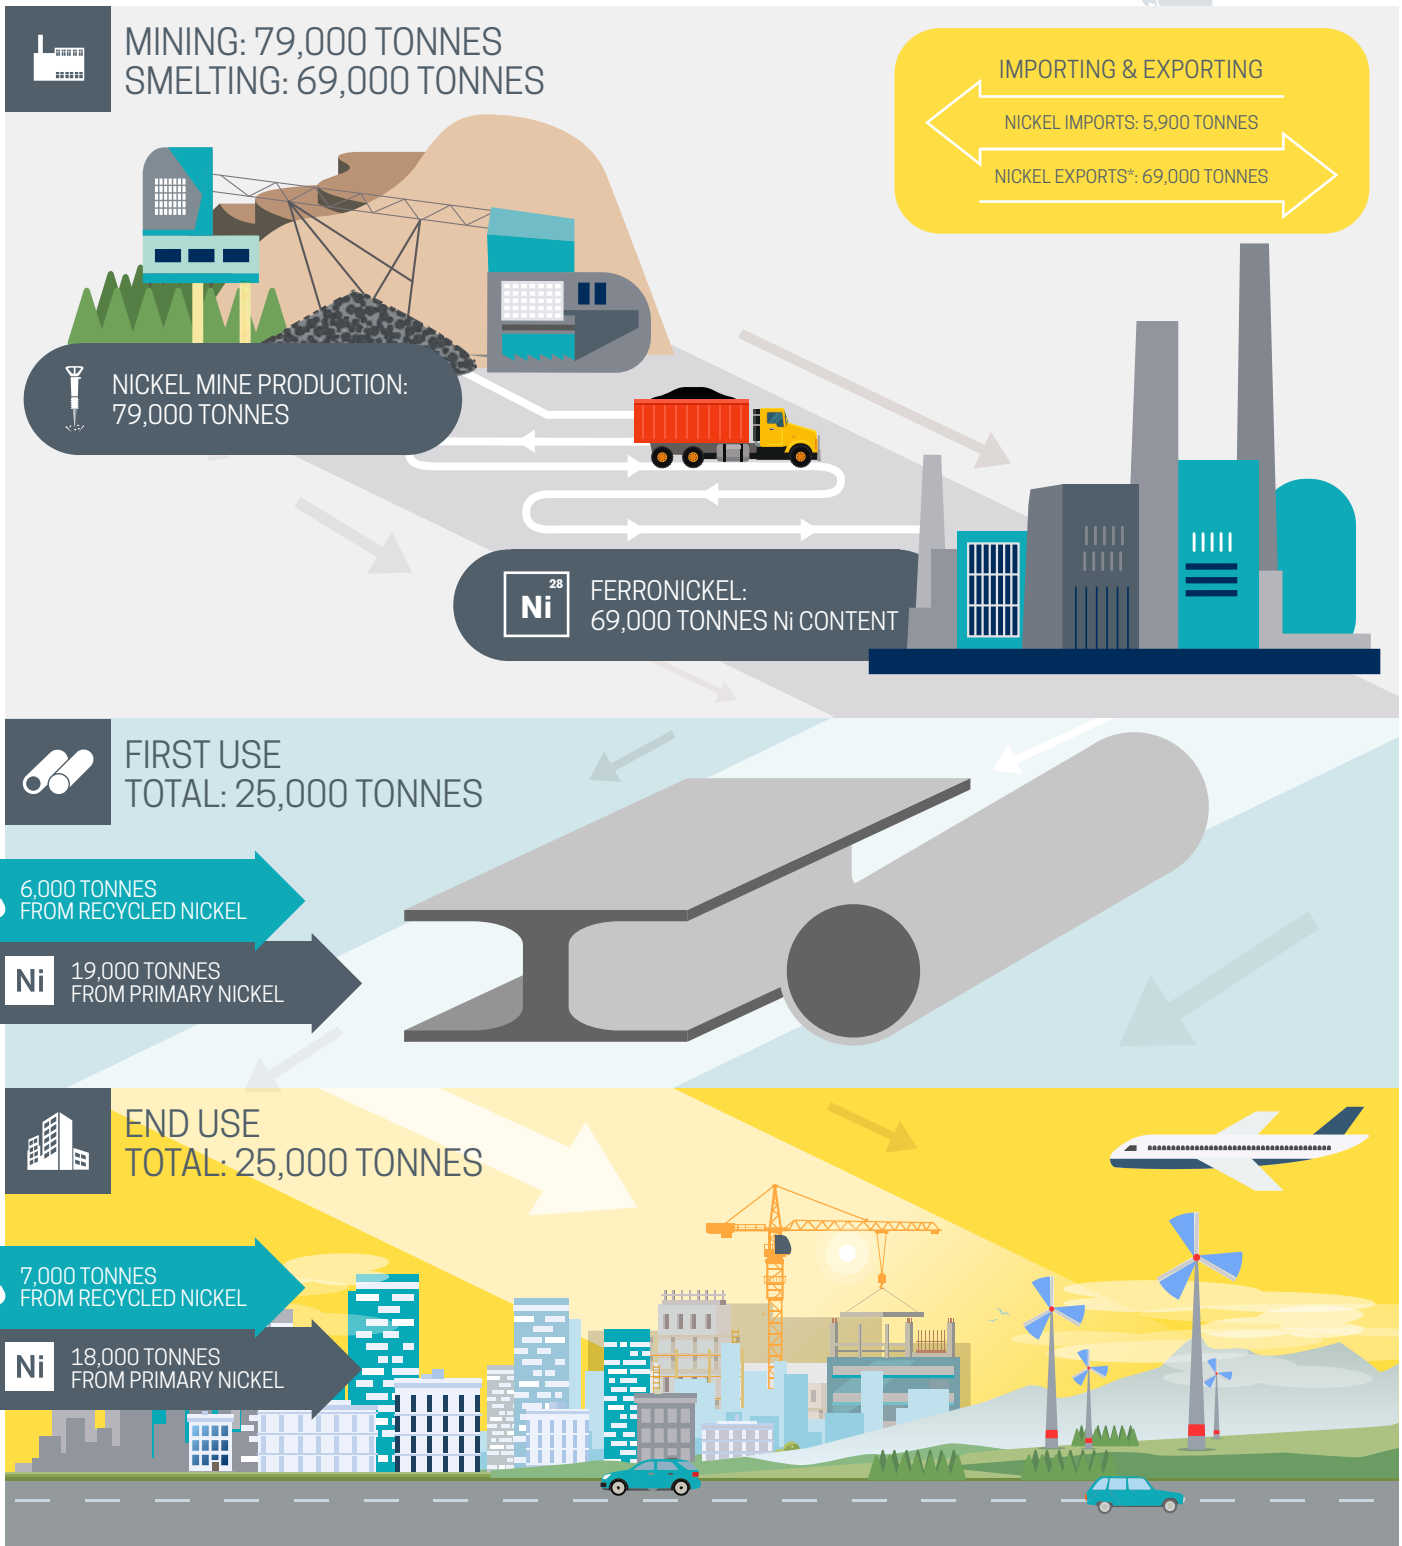 MINING: 79,000 TONNES
SMELTING: 69,000 TONNES
IMPORTING & EXPORTING
NICKEL IMPORTS: 5,900 TONNES
NICKEL EXPORTS*: 69,000 TONNES
NICKEL MINE PRODUCTION:
79,000 TONNES
28
Ni
FERRONICKEL:
69,000 TONNES Ni CONTENT
FIRST USE
TOTAL: 25,000 TONNES
6,000 TONNES
FROM RECYCLED NICKEL
Ni
19,000 TONNES
FROM PRIMARY NICKEL
END USE
TOTAL: 25,000 TONNES
7,000 TONNES
FROM RECYCLED NICKEL
Ni
18,000 TONNES
FROM PRIMARY NICKEL